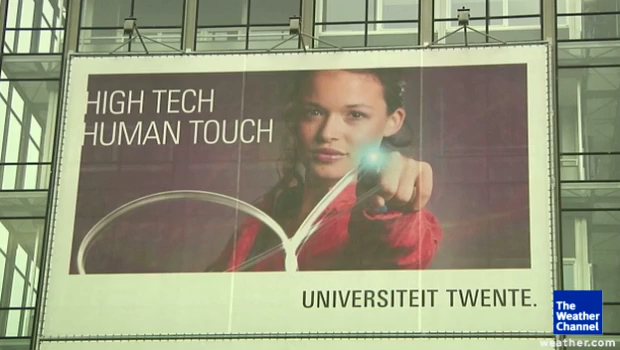 HIGH TECH
HUMAN TOUCH
UNIVERSITEIT TWENTE.
The
Weather
Channel
weather.com